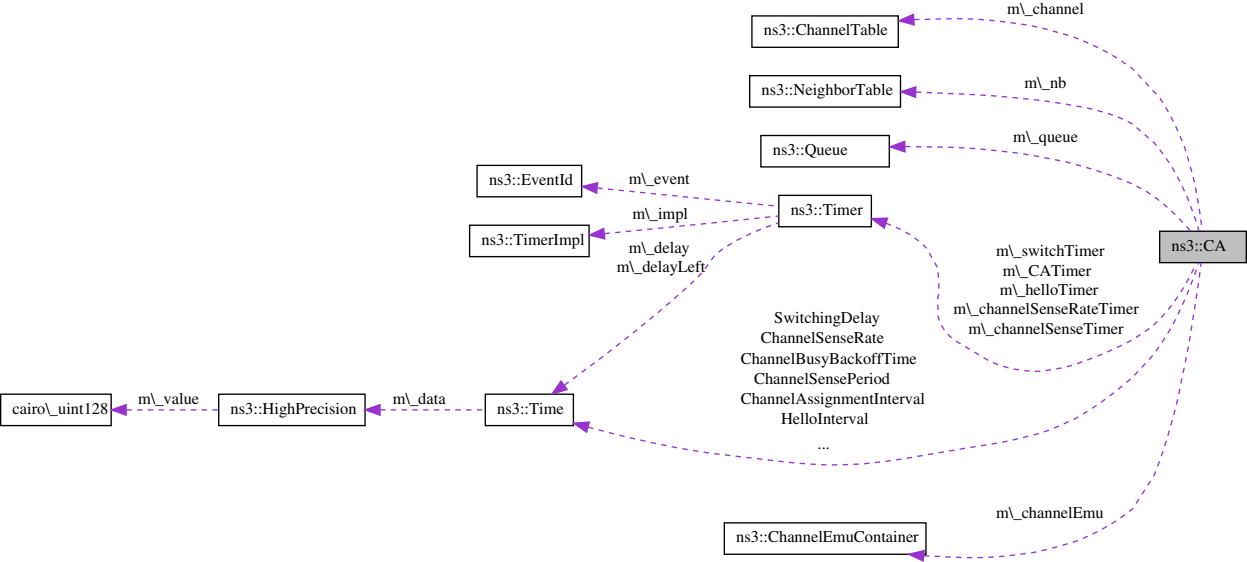 m\_channel
ns3::ChannelTable
m\_nb
ns3::NeighborTable
m\_queue
ns3::Queue
ns3::EventId
m\_event
ns3::Timer
m\_impl
ns3::TimerImpl
m\_delay
m\_delayLeft
ns3::CA
m\_switchTimer
m\_CATimer
m\_helloTimer
m\_channelSenseRateTimer
m\_channelSenseTimer
SwitchingDelay
ChannelSenseRate
ChannelBusyBackoffTime
ChannelSensePeriod
ChannelAssignmentInterval
HelloInterval
...
cairo\_uint128
m\_value
ns3::HighPrecision
m\_data
ns3::Time
m\_channelEmu
ns3::ChannelEmuContainer